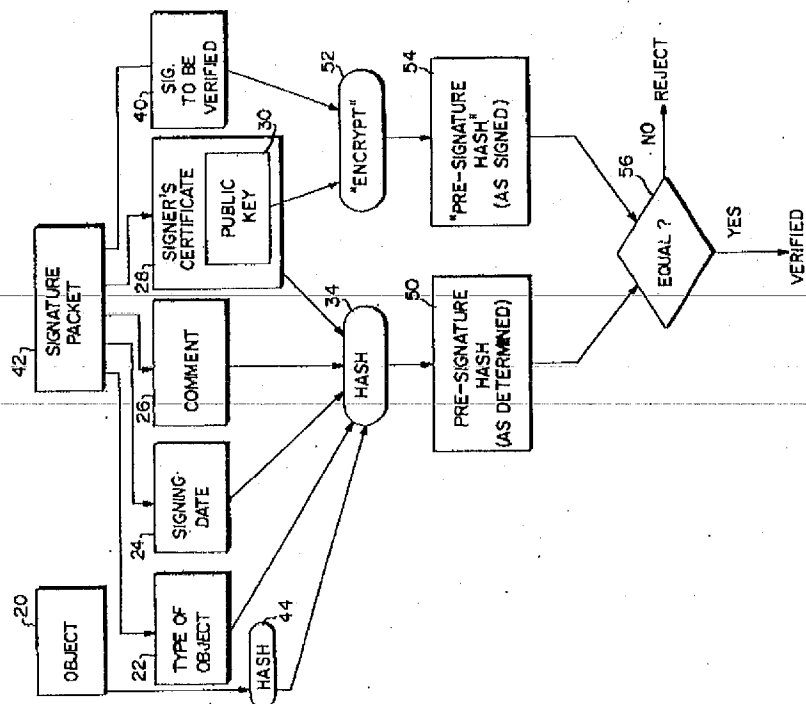 20
OBJECT
42
SIGNATURE
PACKET
22
TYPE OF
OBJECT
24
SIGNING-
DATE
26
COMMENT
28
SIGNER'S
CERTIFICATE
PUBLIC
KEY
30
40
SIG.
TO BE
VERIFIED
HASH
44
HASH
34
"ENCRYPT"
52
50
PRE-SIGNATURE
HASH
(AS DETERMINED)
54
"PRE-SIGNATURE
HASH"
(AS SIGNED)
EQUAL ?
56
NO
REJECT
YES
VERIFIED